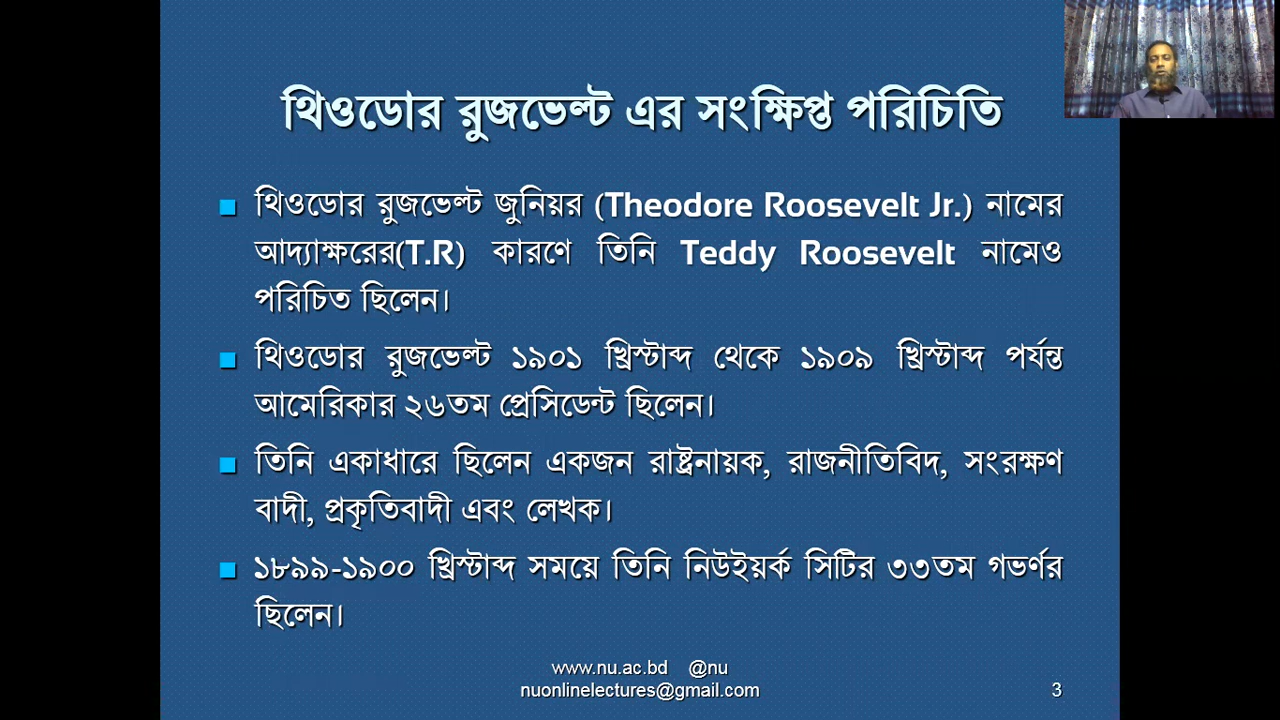 থিওডোর রুজভেল্ট এর সংক্ষিপ্ত পরিচিতি
থিওডোর রুজভেল্ট জুনিয়র (Theodore Roosevelt Jr.) নামের
আদ্যাক্ষরের(T.R) কারণে তিনি Teddy Roosevelt নামেও
পরিচিত ছিলেন।
থিওডোর রুজভেল্ট ১৯০১ খ্রিস্টাব্দ থেকে ১৯০৯ খ্রিস্টাব্দ পর্যন্ত
আমেরিকার ২৬তম প্রেসিডেন্ট ছিলেন।
তিনি একাধারে ছিলেন একজন রাষ্ট্রনায়ক, রাজনীতিবিদ, সংরক্ষণ
বাদী, প্রকৃতিবাদী এবং লেখক।
১৮৯৯-১৯০০ খ্রিস্টাব্দ সময়ে তিনি নিউইয়র্ক সিটির ৩৩তম গভর্ণর
ছিলেন।
www.nu.ac.bd @nu
nuonlinelectures@gmail.com 3